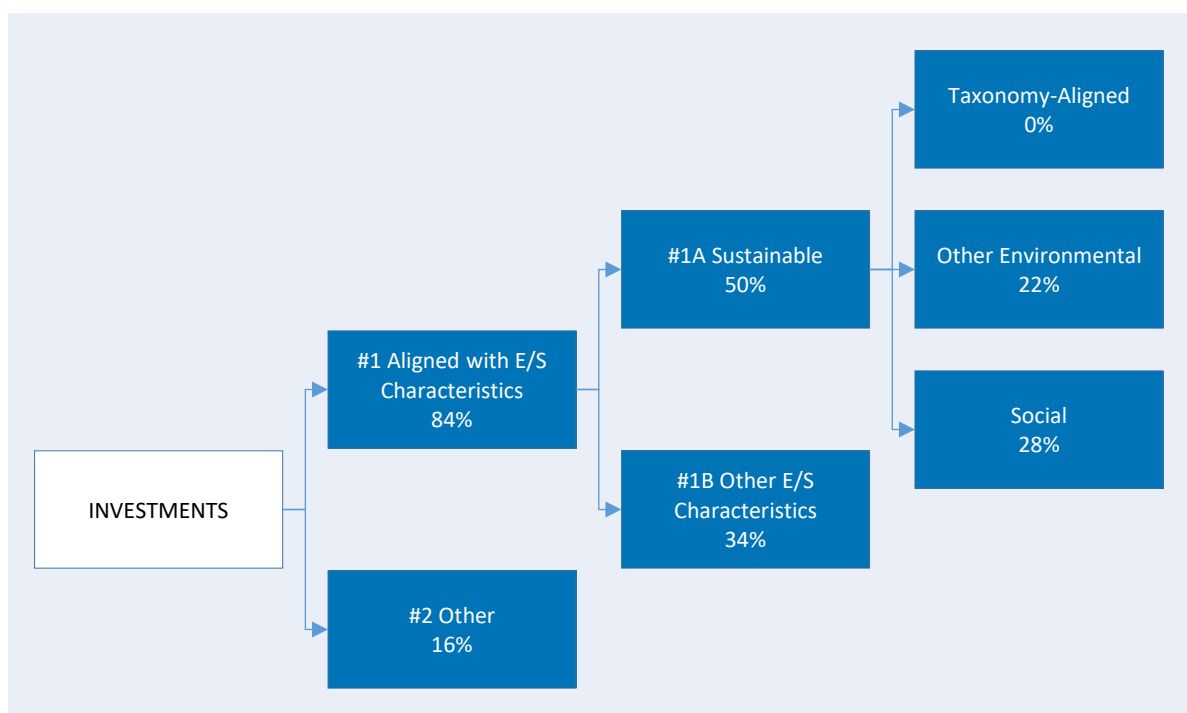 INVESTMENTS
#1 Aligned with E/S
Characteristics
84%
#2 Other
16%
#1A Sustainable
50%
#1B Other E/S
Characteristics
34%
Taxonomy-Aligned
0%
Other Environmental
22%
Social
28%